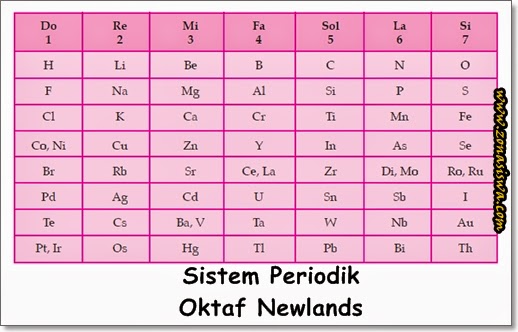 Do Re Mi Fa Sol La Si
1 2 3 4 5 6 7
H Li Be B C N O
F Na Mg Al Si P S
Cl K Ca Cr Ti Mn Fe
Co, Ni Cu Zn Y In As Se
Br Rb Sr Ce, La Zr Di, Mo Ro, Ru
Pd Ag Cd U Sn Sb I
Te Cs Ba, V Ta W Nb Au
Pt, Ir Os Hg Tl Pb Bi Th
www.zonasiswa.com
Sistem Periodik
Oktaf Newlands